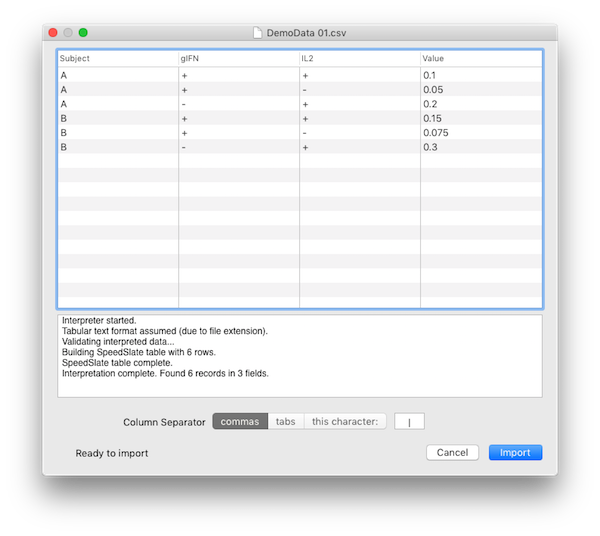 DemoData 01.csv
Subject gIFN IL2 Value
A + + 0.1
A + - 0.05
A - + 0.2
B + + 0.15
B + - 0.075
B - + 0.3
Interpreter started.
Tabular text format assumed (due to file extension).
Validating interpreted data...
Building SpeedSlate table with 6 rows.
SpeedSlate table complete.
Interpretation complete. Found 6 records in 3 fields.
Column Separator commas tabs this character: |
Ready to import Cancel Import